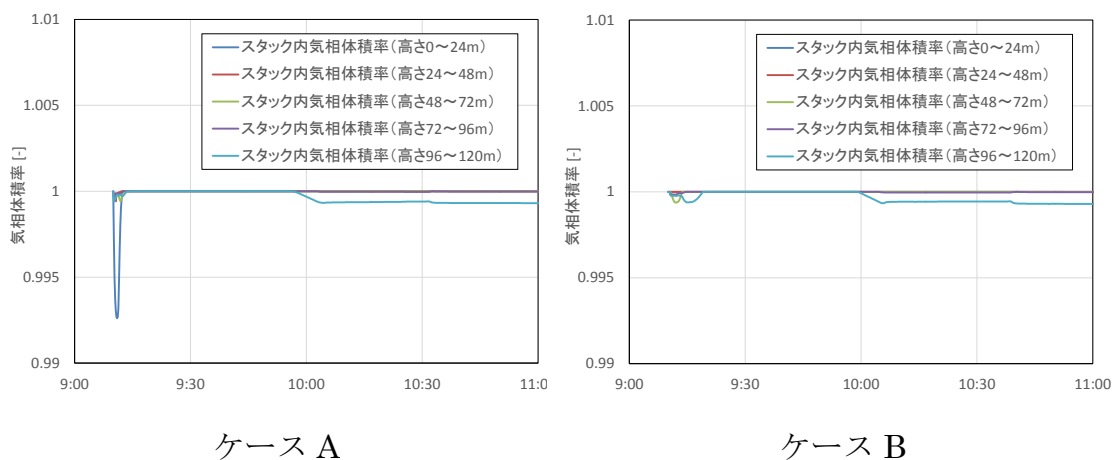 1.01
スタック内気相体積率(高さ0～24m)
スタック内気相体積率(高さ24～48m)
スタック内気相体積率(高さ48～72m)
スタック内気相体積率(高さ72～96m)
スタック内気相体積率(高さ96～120m)
1.005
1
0.995
0.99
気相体積率 [-]
9:00 9:30 10:00 10:30 11:0
ケース A
1.01
スタック内気相体積率(高さ0～24m)
スタック内気相体積率(高さ24～48m)
スタック内気相体積率(高さ48～72m)
スタック内気相体積率(高さ72～96m)
スタック内気相体積率(高さ96～120m)
1.005
1
0.995
0.99
気相体積率 [-]
9:00 9:30 10:00 10:30 11:00
ケース B